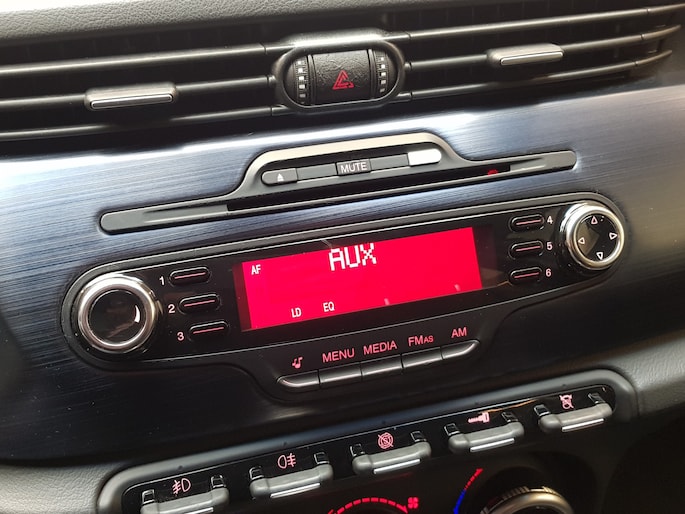 MUTE
AF AUX
LD EQ
1 4
2 5
3 6
MENU MEDIA FMAS AM